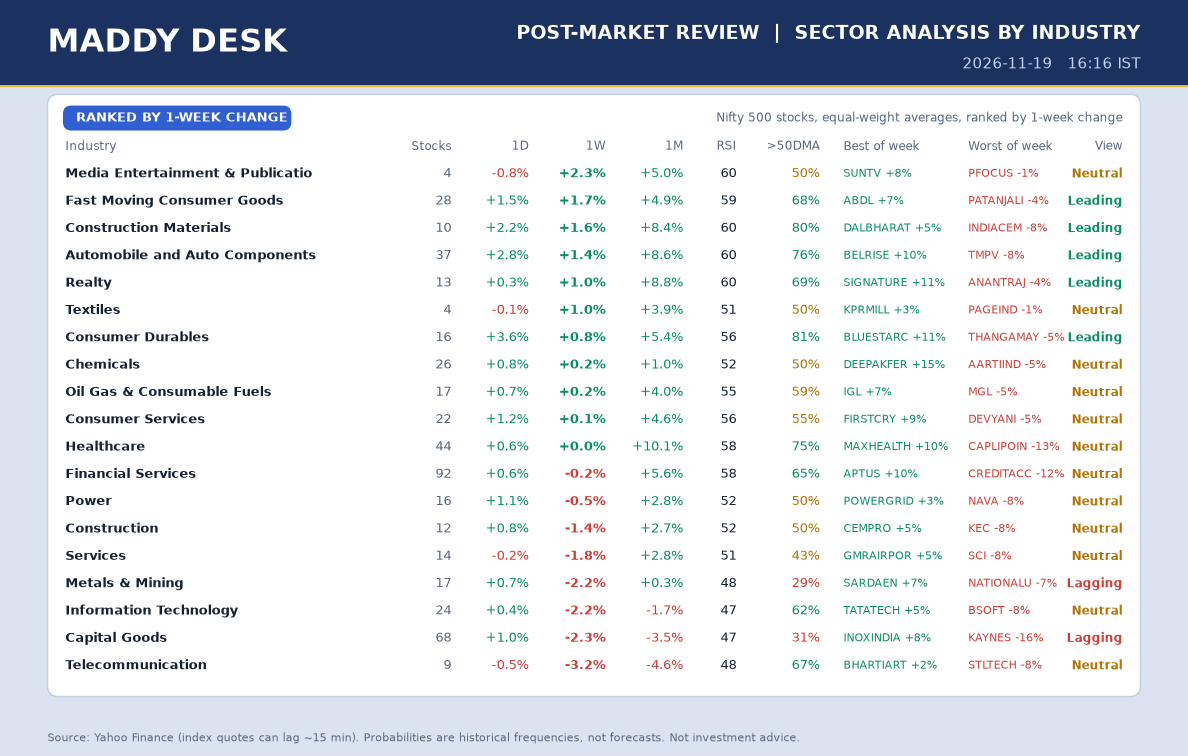 MADDY DESK
POST-MARKET REVIEW | SECTOR ANALYSIS BY INDUSTRY
2026-11-19 16:16 IST
RANKED BY 1-WEEK CHANGE
Nifty 500 stocks, equal-weight averages, ranked by 1-week change
Industry Stocks 1D 1W 1M RSI >50DMA Best of week Worst of week View
Media Entertainment & Publicatio 4 -0.8% +2.3% +5.0% 60 50% SUNTV +8% PFOCUS -1% Neutral
Fast Moving Consumer Goods 28 +1.5% +1.7% +4.9% 59 68% ABDL +7% PATANJALI -4% Leading
Construction Materials 10 +2.2% +1.6% +8.4% 60 80% DALBHARAT +5% INDIACEM -8% Leading
Automobile and Auto Components 37 +2.8% +1.4% +8.6% 60 76% BELRISE +10% TMPV -8% Leading
Realty 13 +0.3% +1.0% +8.8% 60 69% SIGNATURE +11% ANANTRAJ -4% Leading
Textiles 4 -0.1% +1.0% +3.9% 51 50% KPRMILL +3% PAGEIND -1% Neutral
Consumer Durables 16 +3.6% +0.8% +5.4% 56 81% BLUESTARC +11% THANGAMAY -5% Leading
Chemicals 26 +0.8% +0.2% +1.0% 52 50% DEEPAKFER +15% AARTIIND -5% Neutral
Oil Gas & Consumable Fuels 17 +0.7% +0.2% +4.0% 55 59% IGL +7% MGL -5% Neutral
Consumer Services 22 +1.2% +0.1% +4.6% 56 55% FIRSTCRY +9% DEVYANI -5% Neutral
Healthcare 44 +0.6% +0.0% +10.1% 58 75% MAXHEALTH +10% CAPLIPOIN -13% Neutral
Financial Services 92 +0.6% -0.2% +5.6% 58 65% APTUS +10% CREDITACC -12% Neutral
Power 16 +1.1% -0.5% +2.8% 52 50% POWERGRID +3% NAVA -8% Neutral
Construction 12 +0.8% -1.4% +2.7% 52 50% CEMPRO +5% KEC -8% Neutral
Services 14 -0.2% -1.8% +2.8% 51 43% GMRAIRPOR +5% SCI -8% Neutral
Metals & Mining 17 +0.7% -2.2% +0.3% 48 29% SARDAEN +7% NATIONALU -7% Lagging
Information Technology 24 +0.4% -2.2% -1.7% 47 62% TATATECH +5% BSOFT -8% Neutral
Capital Goods 68 +1.0% -2.3% -3.5% 47 31% INOXINDIA +8% KAYNES -16% Lagging
Telecommunication 9 -0.5% -3.2% -4.6% 48 67% BHARTIART +2% STLTECH -8% Neutral
Source: Yahoo Finance (index quotes can lag ~15 min). Probabilities are historical frequencies, not forecasts. Not investment advice.